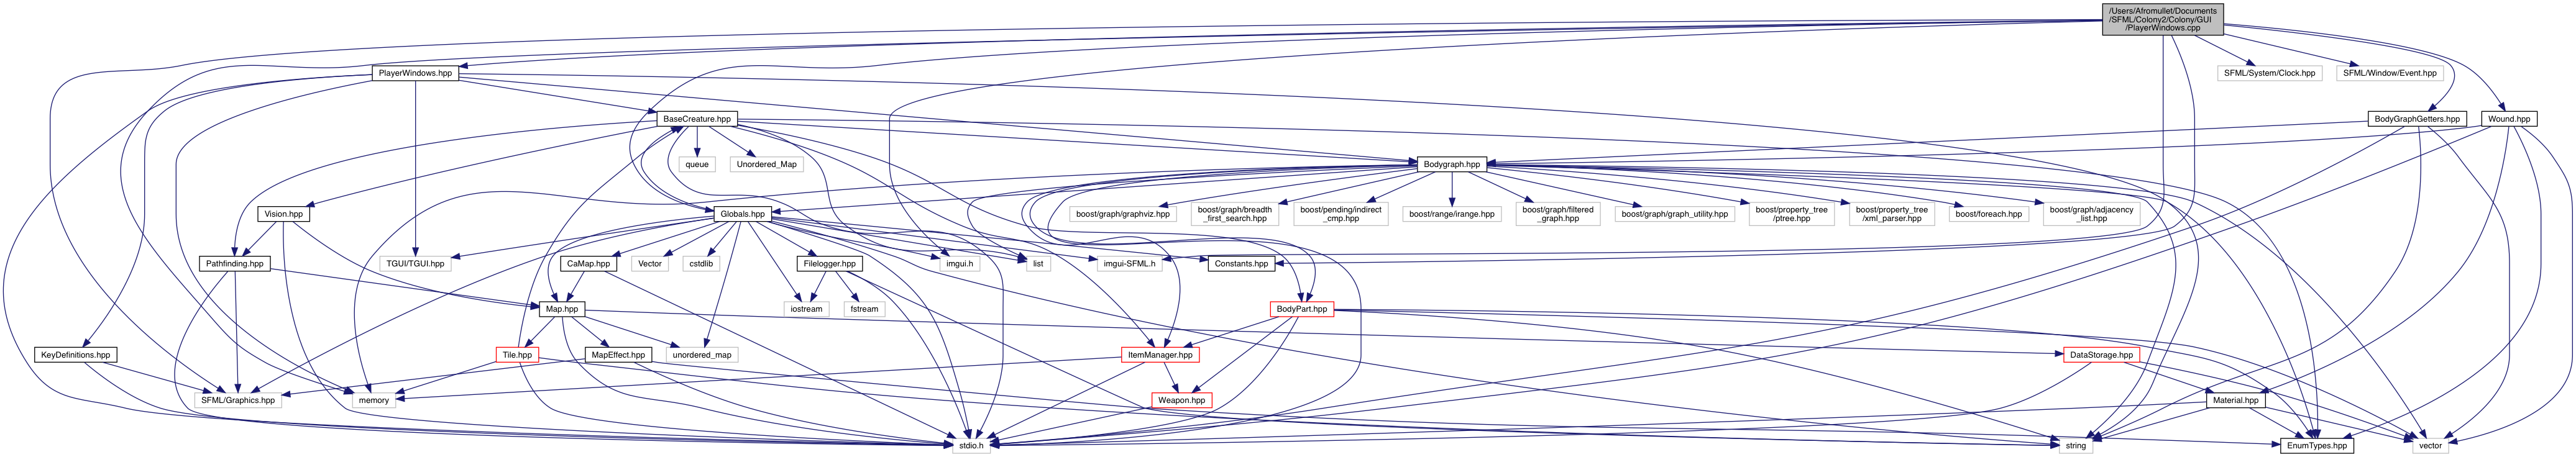 /Users/Afromullet/Documents
/SFML/Colony2/Colony/GUI
/PlayerWindows.cpp
PlayerWindows.hpp
SFML/System/Clock.hpp
SFML/Window/Event.hpp
BaseCreature.hpp
BodyGraphGetters.hpp
Wound.hpp
queue
Unordered_Map
Bodygraph.hpp
Vision.hpp
Globals.hpp
boost/graph/graphviz.hpp
boost/graph/breadth
_first_search.hpp
boost/pending/indirect
_cmp.hpp
boost/range/irange.hpp
boost/graph/filtered
_graph.hpp
boost/graph/graph_utility.hpp
boost/property_tree
/ptree.hpp
boost/property_tree
/xml_parser.hpp
boost/foreach.hpp
boost/graph/adjacency
_list.hpp
Pathfinding.hpp
TGUI/TGUI.hpp
CaMap.hpp
Vector
cstdlib
Filelogger.hpp
imgui.h
list
imgui-SFML.h
Constants.hpp
Map.hpp
iostream
fstream
BodyPart.hpp
KeyDefinitions.hpp
Tile.hpp
MapEffect.hpp
unordered_map
ItemManager.hpp
DataStorage.hpp
SFML/Graphics.hpp
memory
Weapon.hpp
Material.hpp
stdio.h
string
EnumTypes.hpp
vector